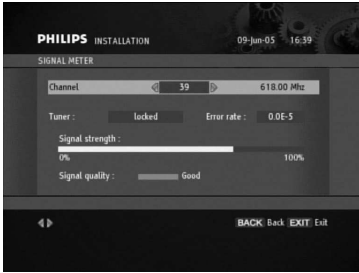 PHILIPS INSTALLATION 09-Jun-05 16:39
SIGNAL METER
Channel 39 618.00 Mhz
Tuner : locked Error rate : 0.0E-5
Signal strength :
0% 100%
Signal quality : Good
BACK Back EXIT Exit